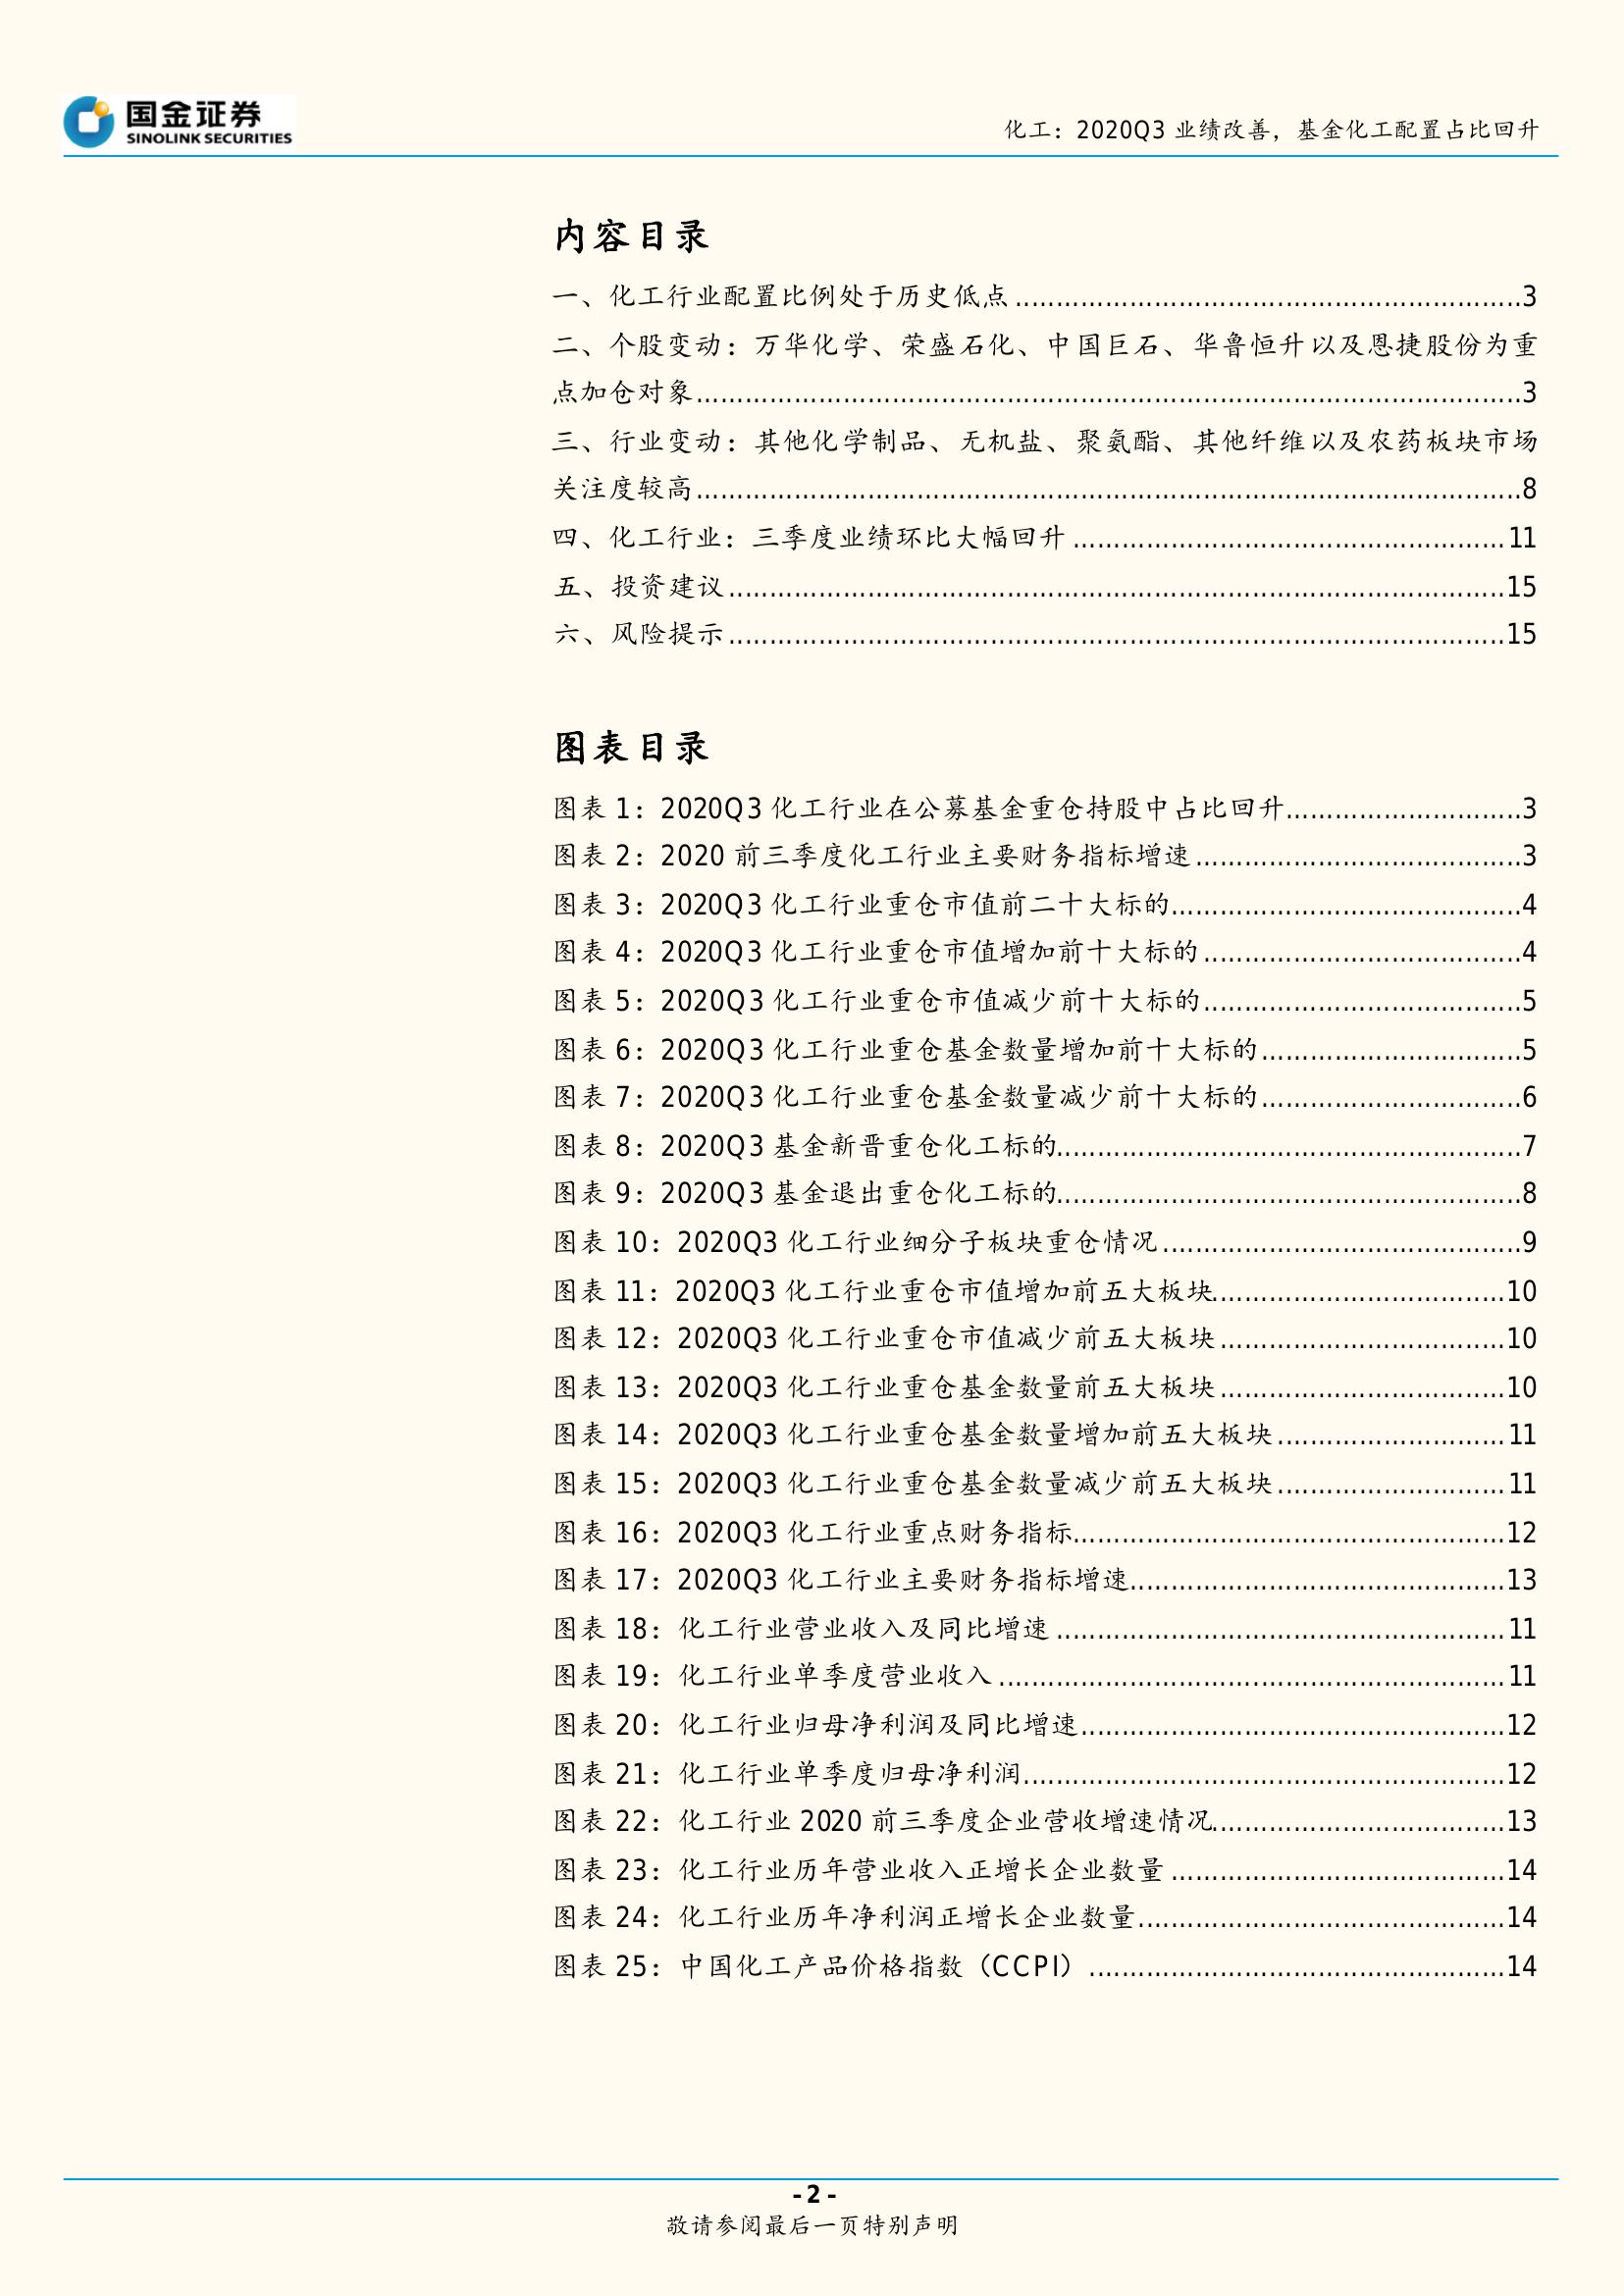 国金证券
SINOLINK SECURITIES
化工：2020Q3 业绩改善，基金化工配置占比回升
内容目录
一、化工行业配置比例处于历史低点..............................................................3
二、个股变动：万华化学、荣盛石化、中国巨石、华鲁恒升以及恩捷股份为重
点加仓对象.....................................................................................................3
三、行业变动：其他化学制品、无机盐、聚氨酯、其他纤维以及农药板块市场
关注度较高.....................................................................................................8
四、化工行业：三季度业绩环比大幅回升.....................................................11
五、投资建议...............................................................................................15
六、风险提示...............................................................................................15
图表目录
图表 1：2020Q3 化工行业在公募基金重仓持股中占比回升.............................3
图表 2：2020 前三季度化工行业主要财务指标增速........................................3
图表 3：2020Q3 化工行业重仓市值前二十大标的...........................................4
图表 4：2020Q3 化工行业重仓市值增加前十大标的.......................................4
图表 5：2020Q3 化工行业重仓市值减少前十大标的.......................................5
图表 6：2020Q3 化工行业重仓基金数量增加前十大标的................................5
图表 7：2020Q3 化工行业重仓基金数量减少前十大标的................................6
图表 8：2020Q3 基金新晋重仓化工标的.........................................................7
图表 9：2020Q3 基金退出重仓化工标的.........................................................8
图表 10：2020Q3 化工行业细分子板块重仓情况............................................9
图表 11：2020Q3 化工行业重仓市值增加前五大板块....................................10
图表 12：2020Q3 化工行业重仓市值减少前五大板块...................................10
图表 13：2020Q3 化工行业重仓基金数量前五大板块...................................10
图表 14：2020Q3 化工行业重仓基金数量增加前五大板块............................11
图表 15：2020Q3 化工行业重仓基金数量减少前五大板块............................11
图表 16：2020Q3 化工行业重点财务指标.....................................................12
图表 17：2020Q3 化工行业主要财务指标增速..............................................13
图表 18：化工行业营业收入及同比增速.......................................................11
图表 19：化工行业单季度营业收入..............................................................11
图表 20：化工行业归母净利润及同比增速....................................................12
图表 21：化工行业单季度归母净利润...........................................................12
图表 22：化工行业 2020 前三季度企业营收增速情况....................................13
图表 23：化工行业历年营业收入正增长企业数量.........................................14
图表 24：化工行业历年净利润正增长企业数量.............................................14
图表 25：中国化工产品价格指数（CCPI）...................................................14
- 2 -
敬请参阅最后一页特别声明